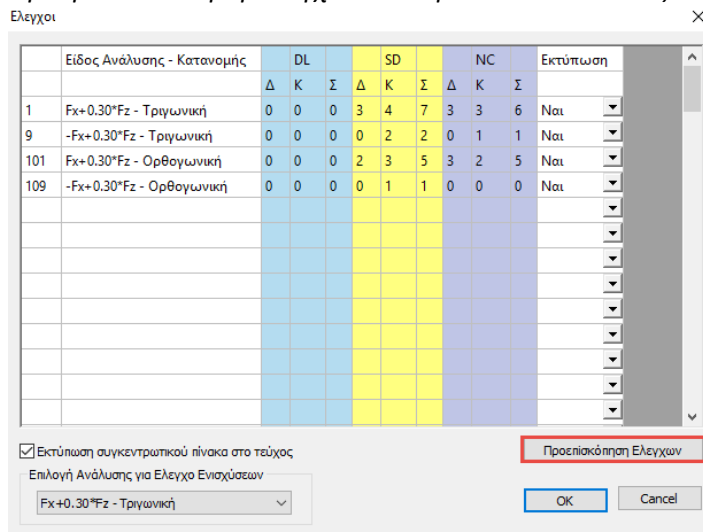 Ελεγχοι
Είδος Ανάλυσης - Κατανομής DL SD NC Εκτύπωση
Δ Κ Σ Δ Κ Σ Δ Κ Σ
1 Fx+0.30*Fz - Τριγωνική 0 0 0 3 4 7 3 3 6 Ναι
9 -Fx+0.30*Fz - Τριγωνική 0 0 0 0 2 2 0 1 1 Ναι
101 Fx+0.30*Fz - Ορθογωνική 0 0 0 2 3 5 3 2 5 Ναι
109 -Fx+0.30*Fz - Ορθογωνική 0 0 0 0 1 1 0 0 0 Ναι
Εκτύπωση συγκεντρωτικού πίνακα στο τεύχος
Προεπισκόπηση Ελεγχων
Επιλογή Ανάλυσης για Ελεγχο Ενισχύσεων
Fx+0.30*Fz - Τριγωνική
OK Cancel